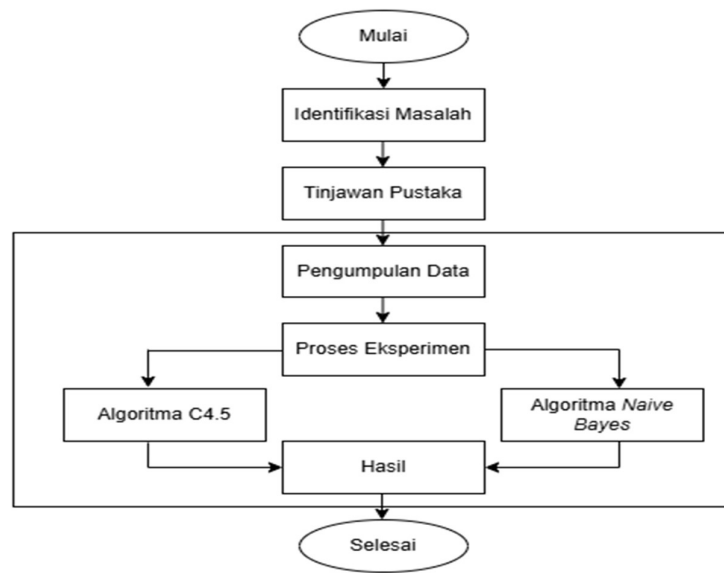 Mulai
Identifikasi Masalah
Tinjawan Pustaka
Pengumpulan Data
Proses Eksperimen
Algoritma C4.5
Algoritma Naive
Bayes
Hasil
Selesai